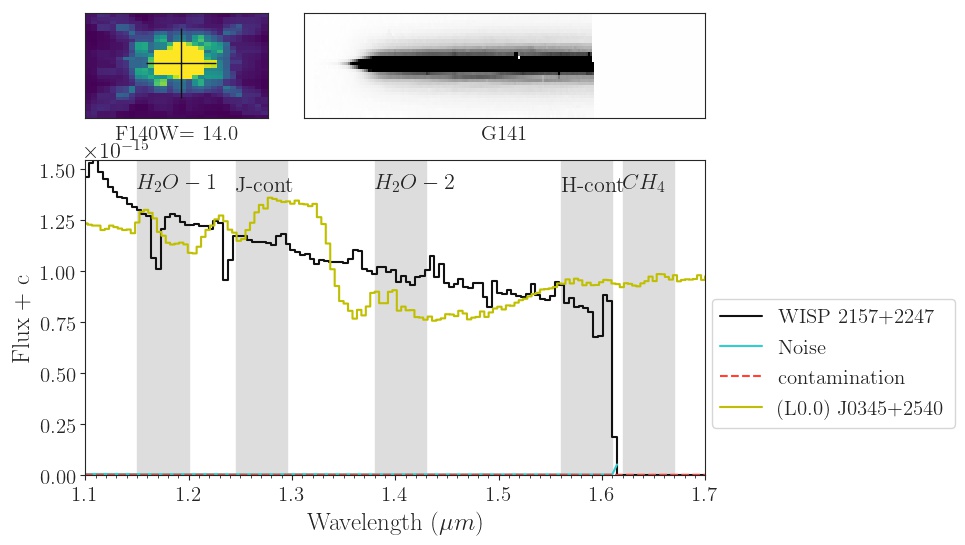 F140W= 14.0
G141
×10⁻¹⁵
H₂O − 1
J-cont
H₂O − 2
H-cont
CH₄
1.50
1.25
1.00
0.75
0.50
0.25
0.00
Flux + c
1.1
1.2
1.3
1.4
1.5
1.6
1.7
Wavelength (μm)
WISP 2157+2247
Noise
contamination
(L0.0) J0345+2540